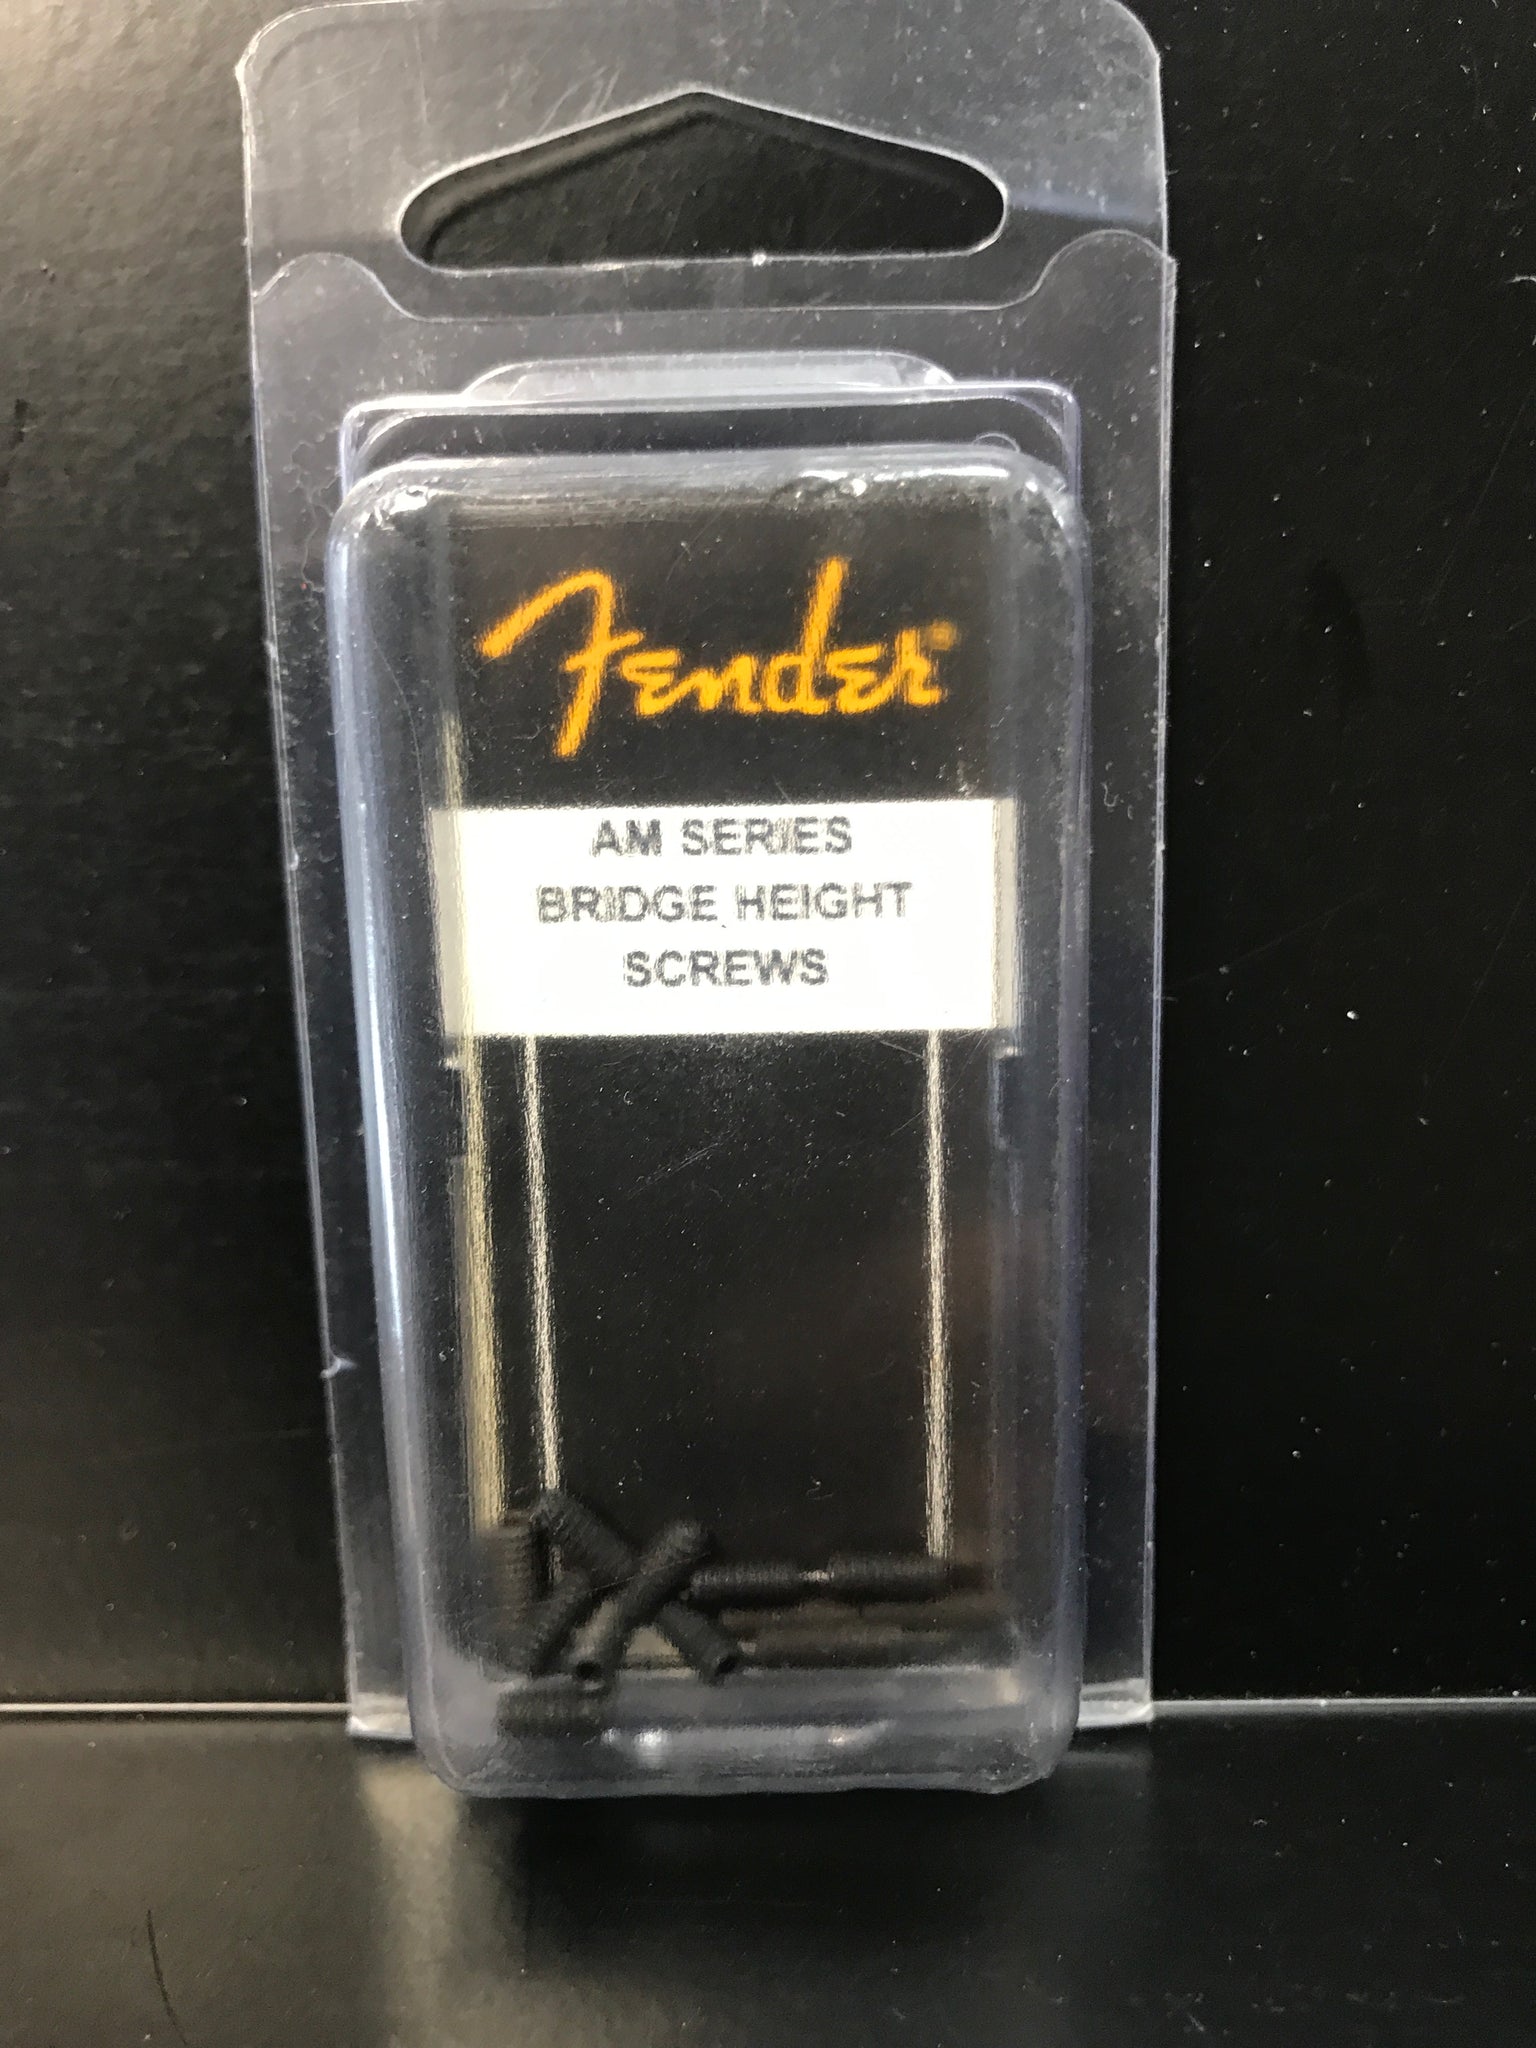 Fender®
AM SERIES
BRIDGE HEIGHT
SCREWS